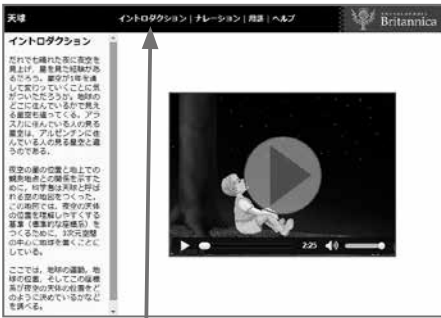 天球
イントロダクション | ナレーション | 用語 | ヘルプ
Britannica
イントロダクション
だれでも晴れた夜に夜空を
見上げ，星を見た経験があ
るだろう。星空が1年を通
して変わっていくことに気
がついただろうか。地球の
どこに住んでいるかで見え
る星空も違ってくる。アラ
スカに住んでいる人の見る
星空は，アルゼンチンに住
んでいる人の見る星空と違
うのである。
夜空の星の位置と地上での
観測地点との関係を示すた
めに，科学者は天球と呼ば
れる空の地図をつくった。
この地図では，夜空の天体
の位置を理解しやすくする
基準（標準的な座標系）を
つくるために，3次元空間
の中心に地球を置くことに
している。
ここでは，地球の運動，地
球の位置，そしてこの座標
系が夜空の天体の位置をど
のように決めているかなど
を調べる。
2:25